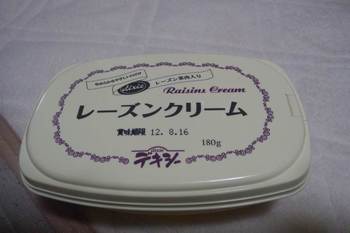 dixie
レーズン果肉入り
Raisins Cream
レーズンクリーム
賞味期限 12. 8.16
180g
デキシー